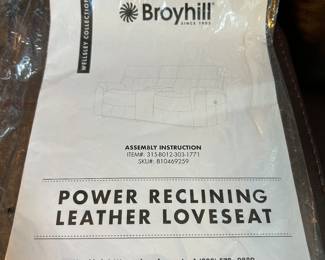 WELLSLEY COLLECTION
Broyhill
SINCE 1905
ASSEMBLY INSTRUCTION
ITEM#: 315-8012-303-1771
SKU#: 810469259
POWER RECLINING
LEATHER LOVESEAT